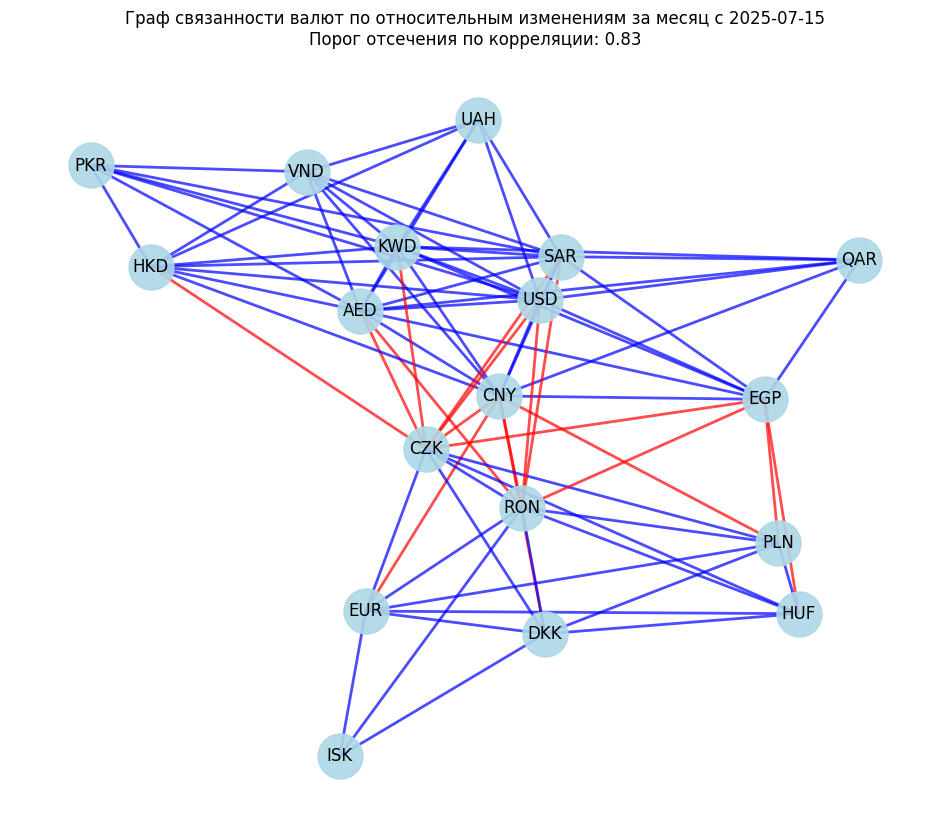 Граф связанности валют по относительным изменениям за месяц с 2025-07-15
Порог отсечения по корреляции: 0.83
UAH
PKR
VND
KWD
SAR
QAR
HKD
USD
AED
CNY
EGP
CZK
RON
PLN
EUR
HUF
DKK
ISK